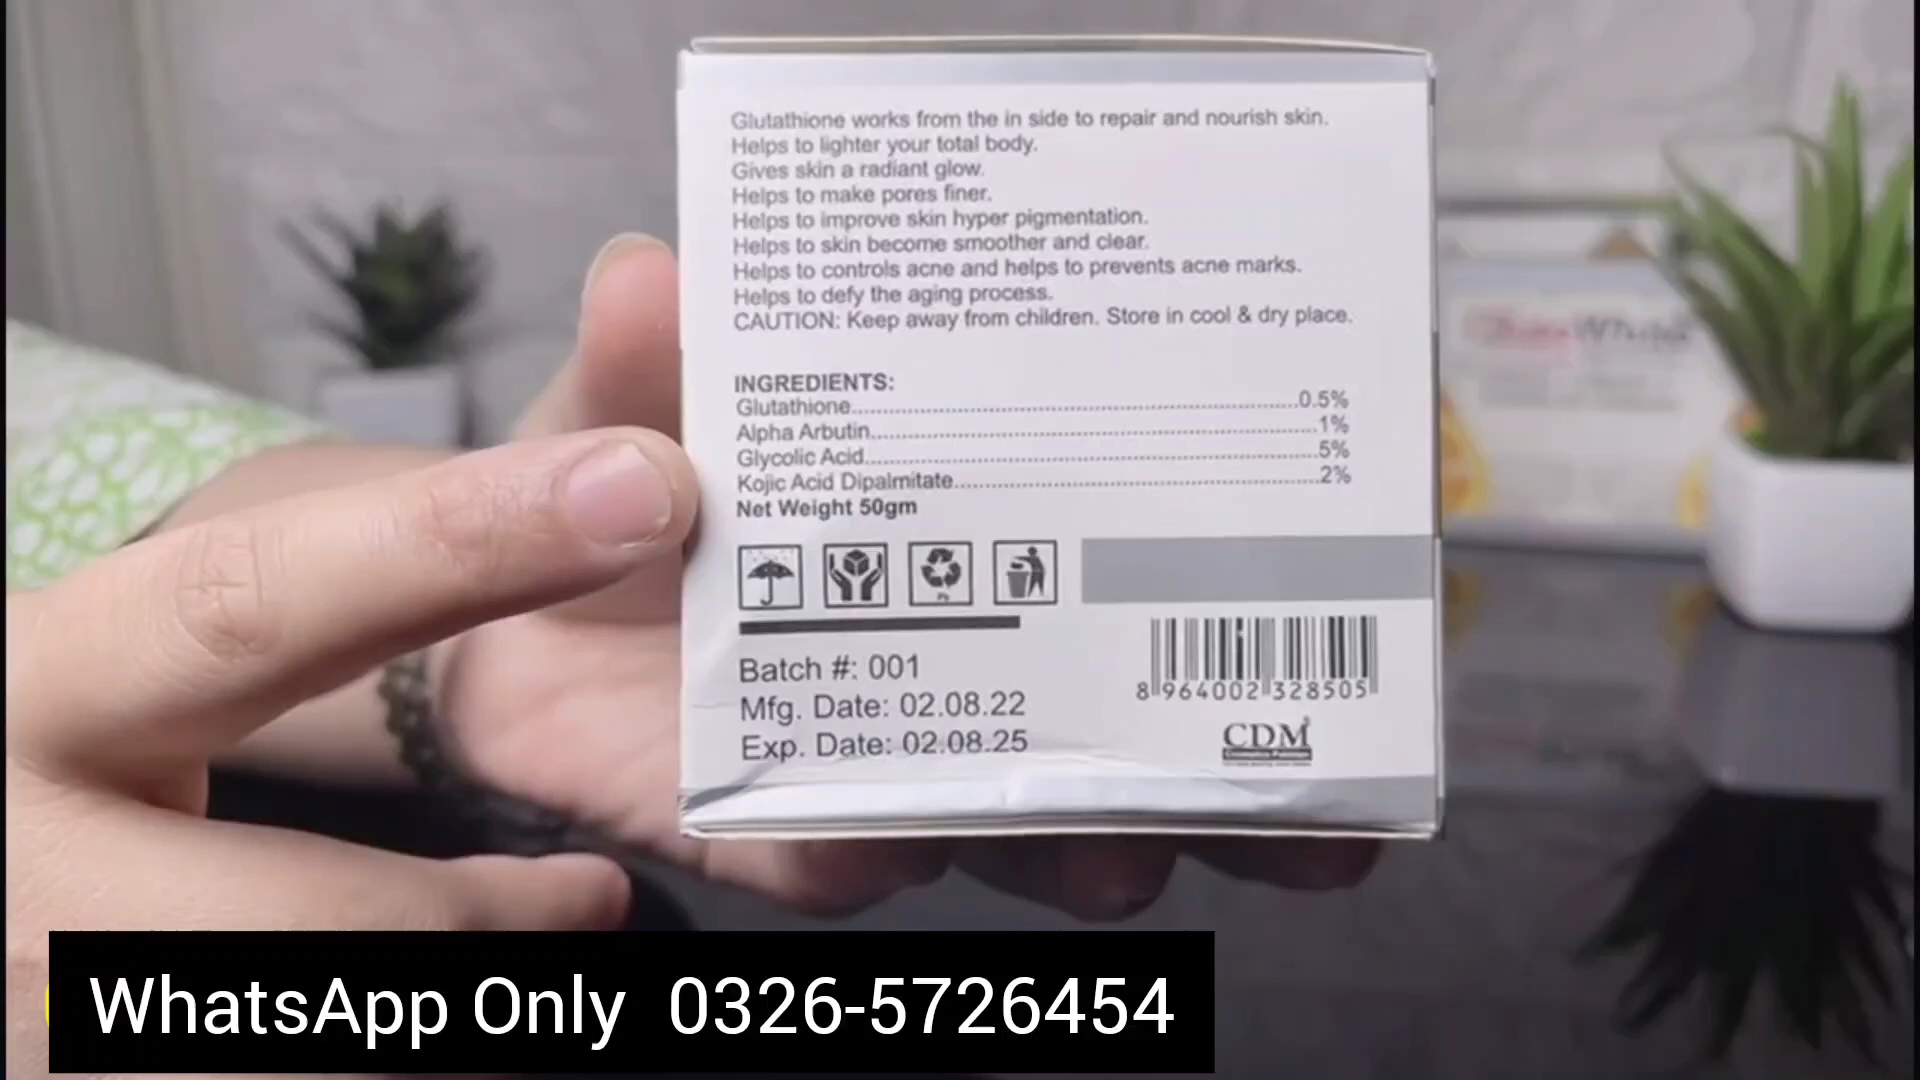 Glutathione works from the in side to repair and nourish skin.
Helps to lighter your total body.
Gives skin a radiant glow.
Helps to make pores finer.
Helps to improve skin hyper pigmentation.
Helps to skin become smoother and clear.
Helps to controls acne and helps to prevents acne marks.
Helps to defy the aging process.
CAUTION: Keep away from children. Store in cool & dry place.
INGREDIENTS:
Glutathione..........0.5%
Alpha Arbutin..........1%
Glycolic Acid..........5%
Kojic Acid Dipalmitate..........2%
Net Weight 50gm
Batch #: 001
Mfg. Date: 02.08.22
Exp. Date: 02.08.25
8 964002 328505
CDM
WhatsApp Only 0326-5726454